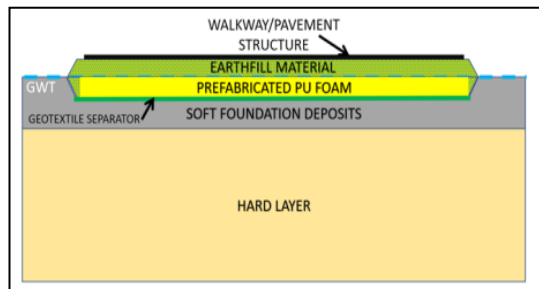 WALKWAY/PAVEMENT
STRUCTURE
EARTHFILL MATERIAL
GWT
PREFABRICATED PU FOAM
GEOTEXTILE SEPARATOR
SOFT FOUNDATION DEPOSITS
HARD LAYER